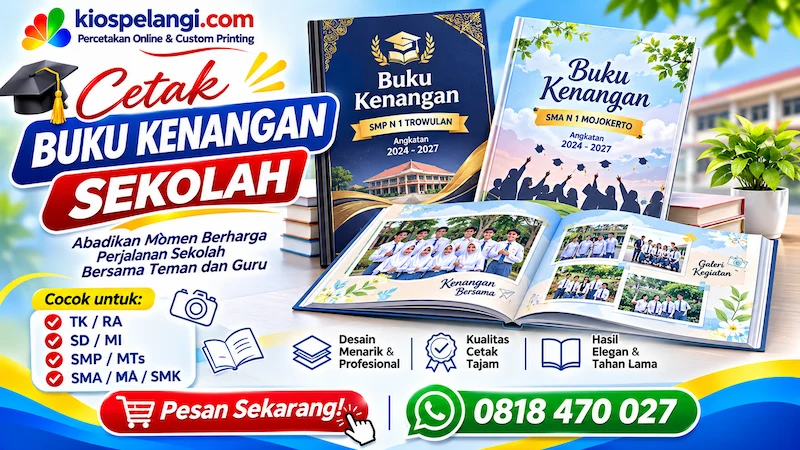 kiospelangi.com
Percetakan Online & Custom Printing
Cetak
BUKU KENANGAN
SEKOLAH
Abadikan Momen Berharga
Perjalanan Sekolah
Bersama Teman dan Guru
Cocok untuk:
TK / RA
SD / MI
SMP / MTs
SMA / MA / SMK
Buku
Kenangan
SMP N 1 TROWULAN
Angkatan
2024 - 2027
Buku
Kenangan
SMA N 1 MOJOKERTO
Angkatan
2024 - 2027
Kenangan
Bersama
Galeri
Kegiatan
Desain
Menarik &
Profesional
Kualitas
Cetak
Tajam
Hasil
Elegan &
Tahan Lama
Pesan Sekarang!
0818 470 027